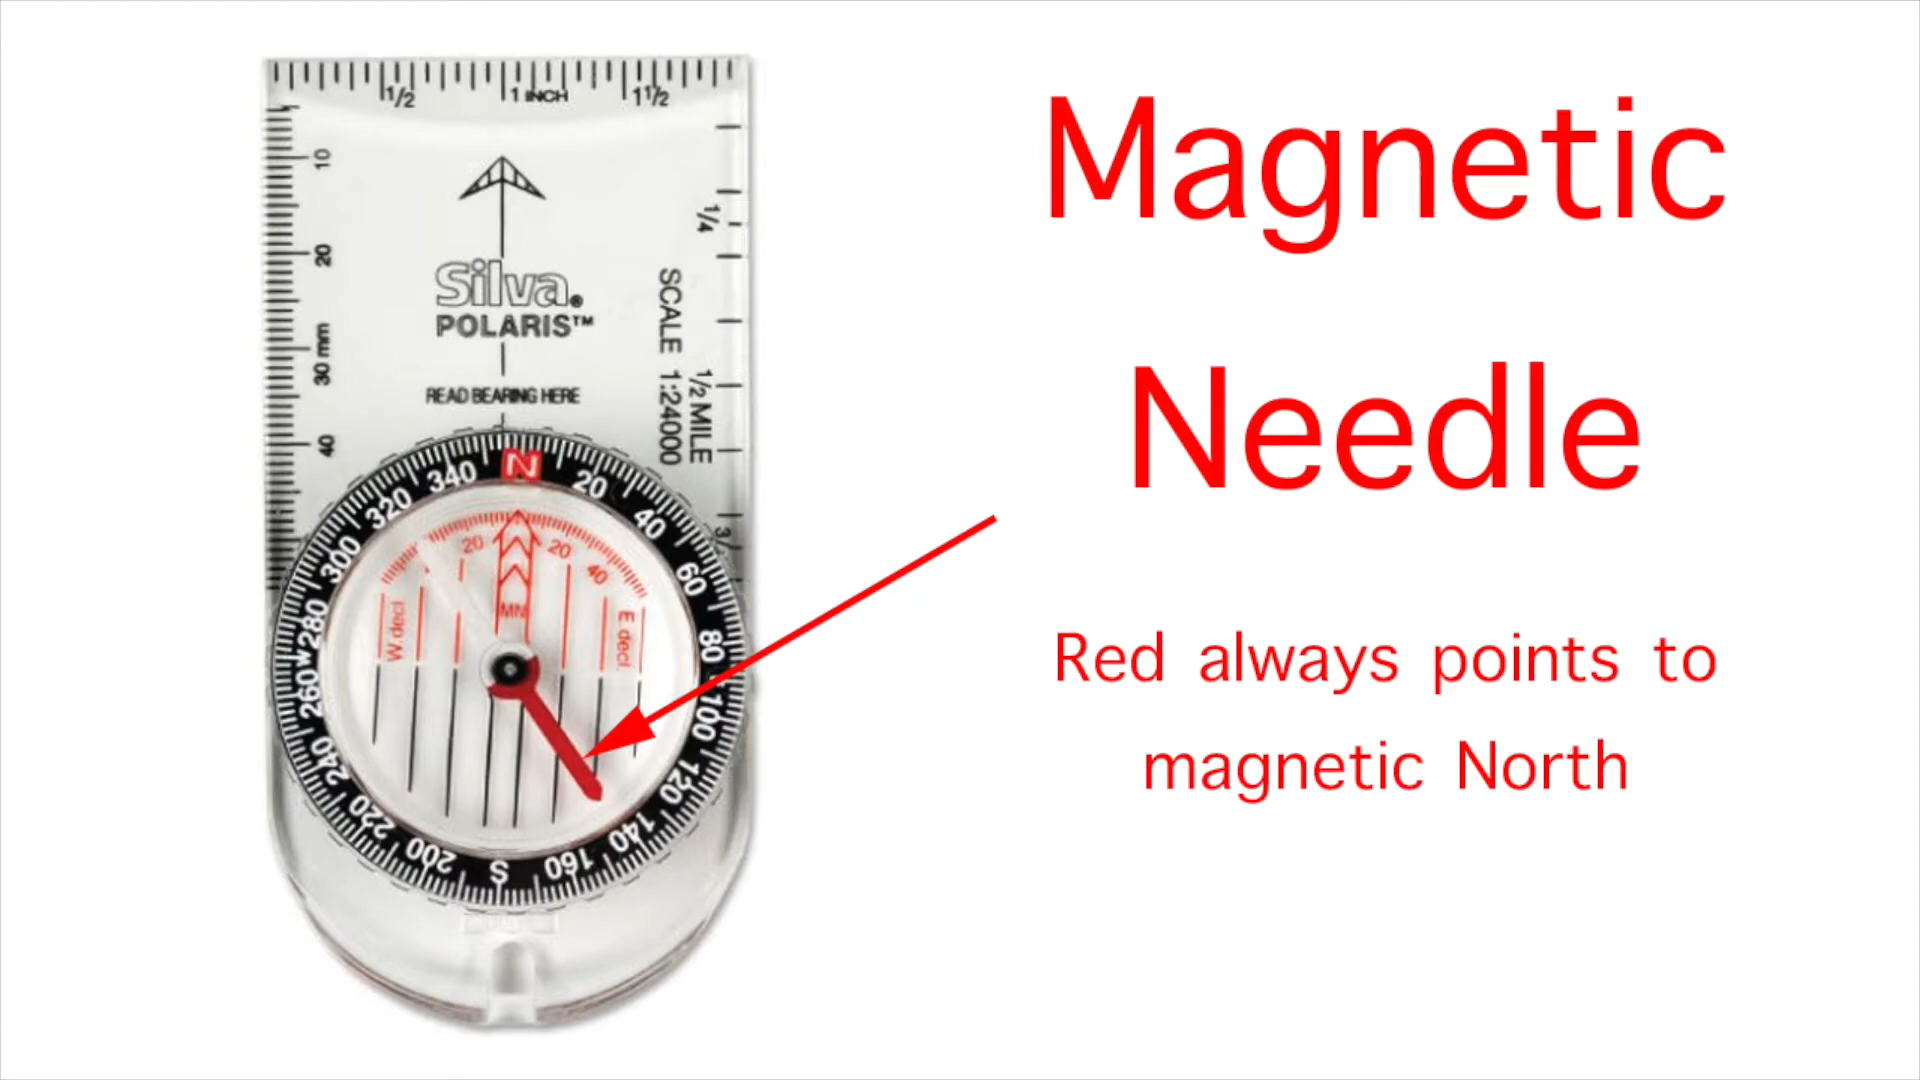 Magnetic
Needle
Red always points to
magnetic North
1/2 1 INCH 1 1/2
10
20
30 mm
40
1/4
SCALE 1:24000
1/2 MILE
3/
Silva®
POLARIS™
READ BEARING HERE
N 20 40 60 80 100 120 140 160 S 200 220 240 260 W 280 300 320 340
20 20 40
MN
W.decl.
E.decl.